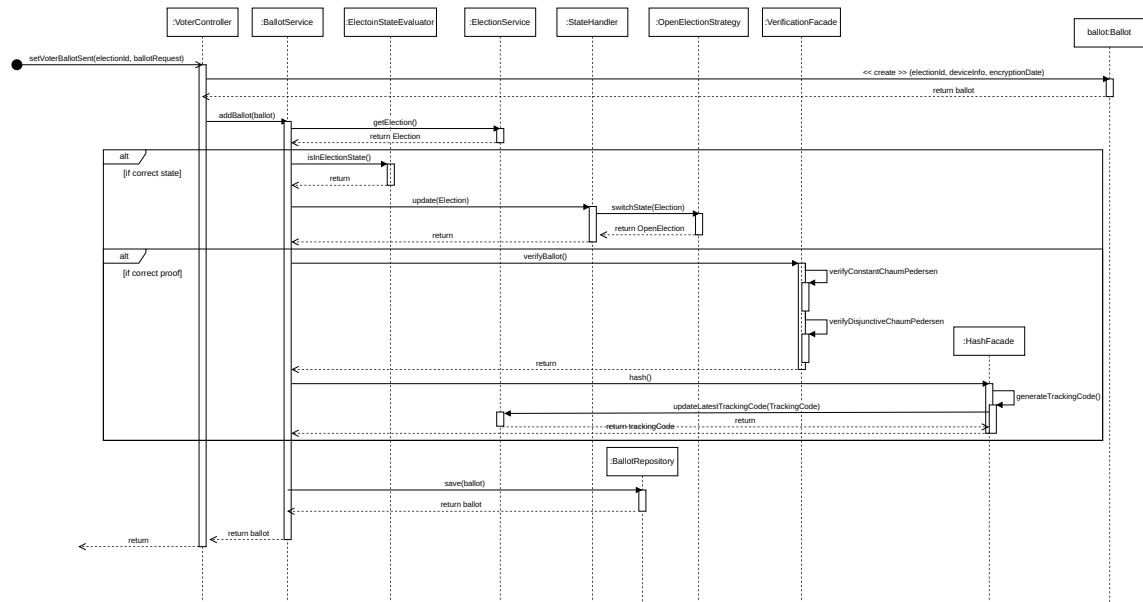 :VoterController
:BallotService
:ElectoinStateEvaluator
:ElectionService
:StateHandler
:OpenElectionStrategy
:VerificationFacade
ballot:Ballot
setVoterBallotSent(electionId, ballotRequest)
<< create >> (electionId, deviceInfo, encryptionDate)
return ballot
addBallot(ballot)
getElection()
return Election
alt
[if correct state]
isInElectionState()
return
update(Election)
switchState(Election)
return OpenElection
return
alt
[if correct proof]
verifyBallot()
verifyConstantChaumPedersen
verifyDisjunctiveChaumPedersen
:HashFacade
return
hash()
generateTrackingCode()
updateLatestTrackingCode(TrackingCode)
return
return trackingCode
:BallotRepository
save(ballot)
return ballot
return ballot
return